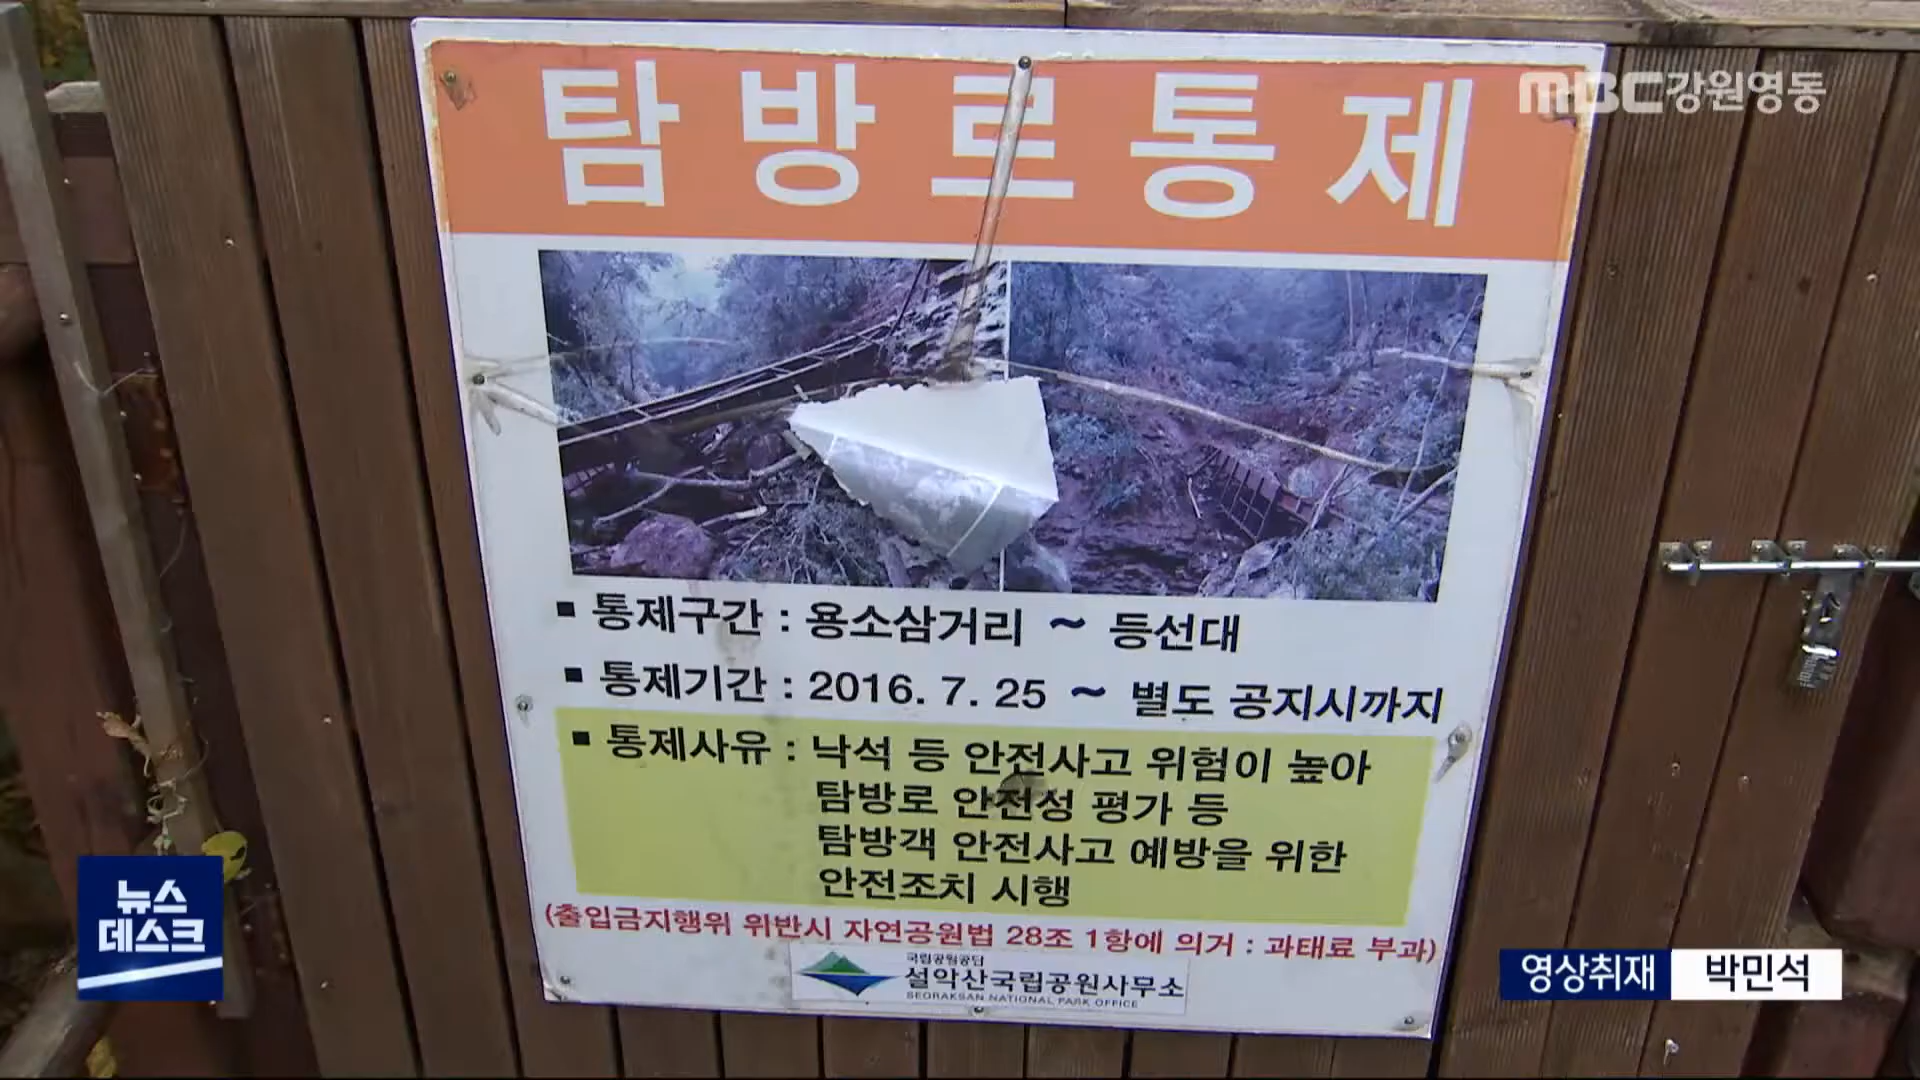 탐방로통제
MBC강원영동
▪ 통제구간 : 용소삼거리 ~ 등선대
▪ 통제기간 : 2016. 7. 25 ~ 별도 공지시까지
▪ 통제사유 : 낙석 등 안전사고 위험이 높아
탐방로 안전성 평가 등
탐방객 안전사고 예방을 위한
안전조치 시행
(출입금지행위 위반시 자연공원법 28조 1항에 의거 : 과태료 부과)
국립공원공단
설악산국립공원사무소
SEORAKSAN NATIONAL PARK OFFICE
뉴스
데스크
영상취재 박민석